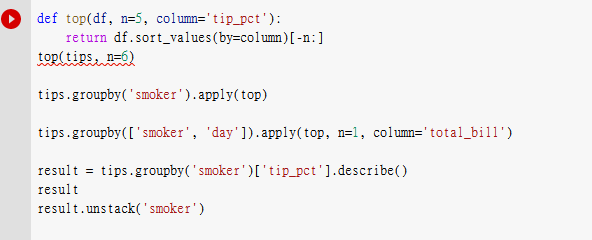 def top(df, n=5, column='tip_pct'):
    return df.sort_values(by=column)[-n:]
top(tips, n=6)
tips.groupby('smoker').apply(top)
tips.groupby(['smoker', 'day']).apply(top, n=1, column='total_bill')
result = tips.groupby('smoker')['tip_pct'].describe()
result
result.unstack('smoker')